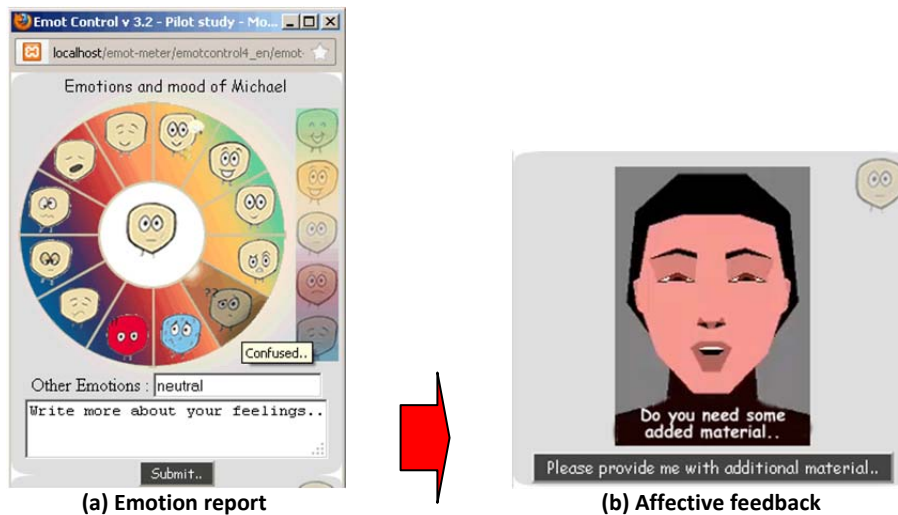 Emot Control v 3.2 - Pilot study - Mo...
localhost/emot-meter/emotcontrol4_en/emot-
Emotions and mood of Michael
??
Confused..
Other Emotions : neutral
Write more about your feelings..
Submit..
(a) Emotion report
Do you need some
added material..
Please provide me with additional material..
(b) Affective feedback